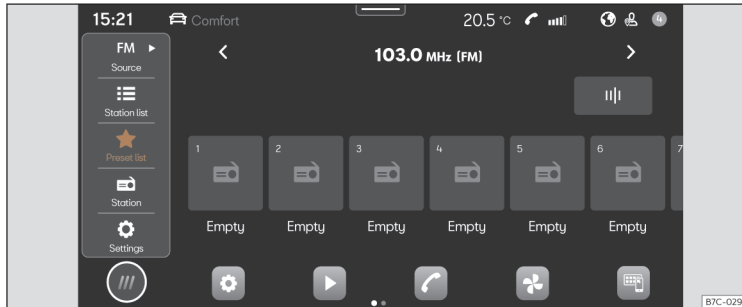 15:21
Comfort
20.5 °C
4
FM
Source
103.0 MHz (FM)
Station list
Preset list
Station
Settings
1 2 3 4 5 6 7
Empty Empty Empty Empty Empty Empty
B7C-029